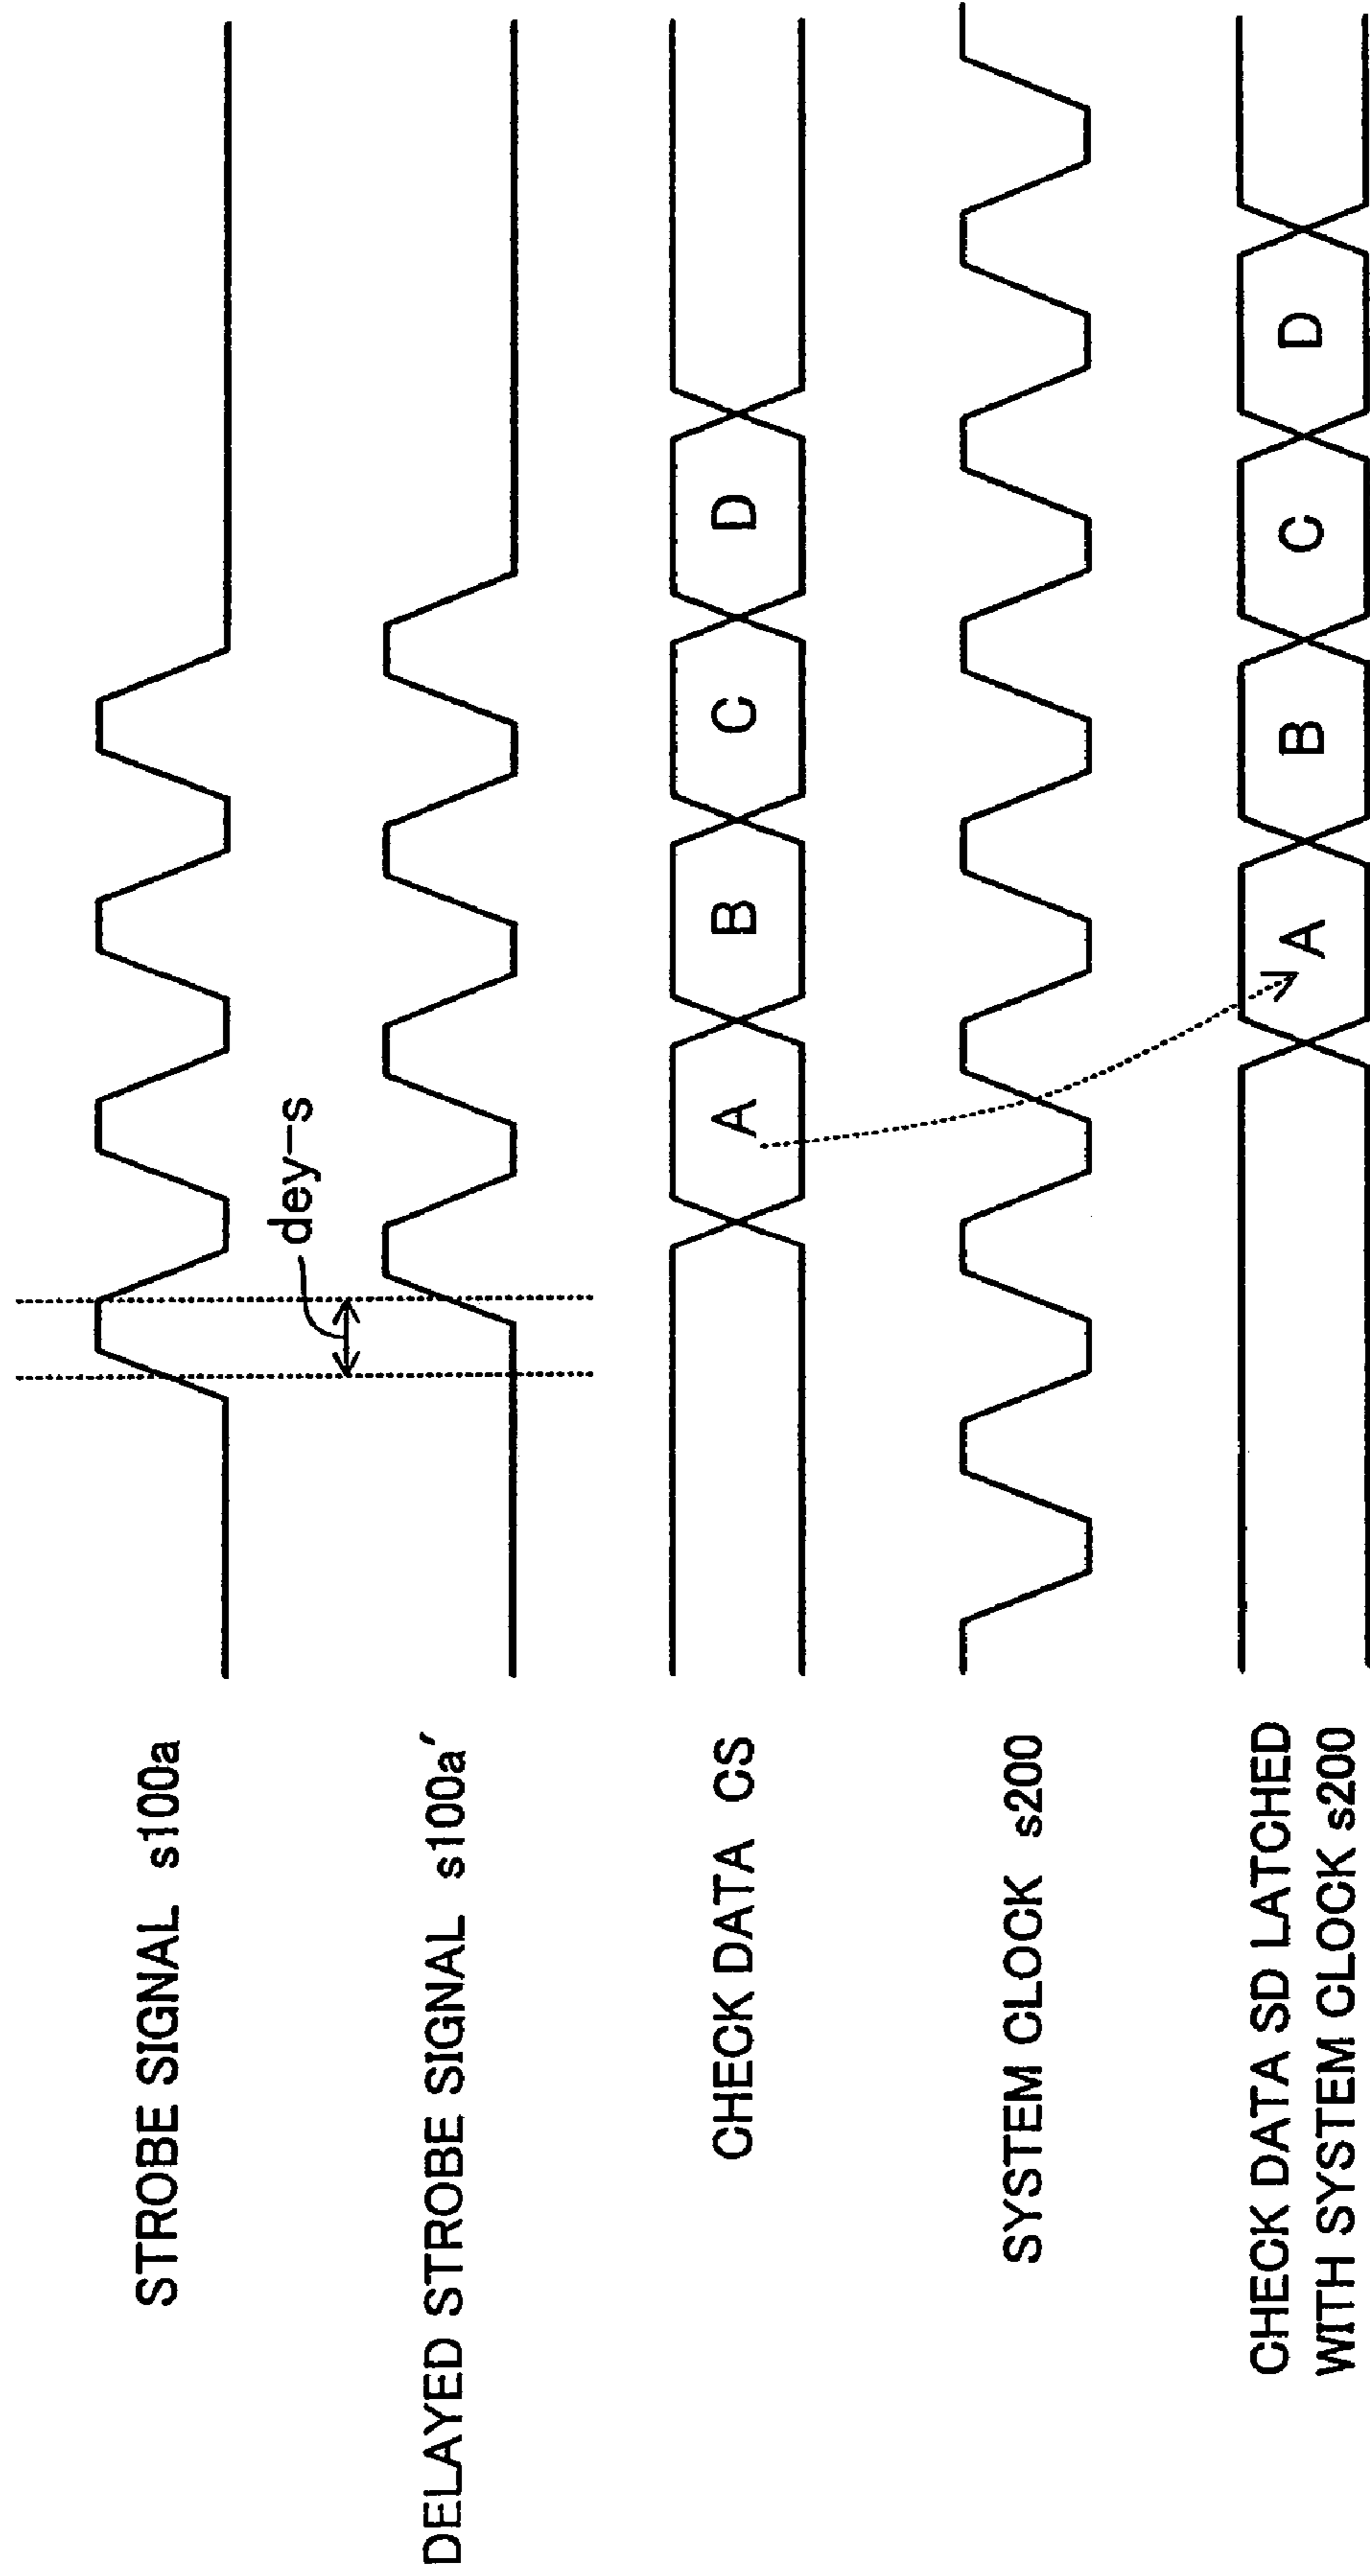 STROBE SIGNAL s100a
dey-s
DELAYED STROBE SIGNAL s100a′
CHECK DATA CS
A B C D
SYSTEM CLOCK s200
CHECK DATA SD LATCHED
WITH SYSTEM CLOCK s200
A B C D